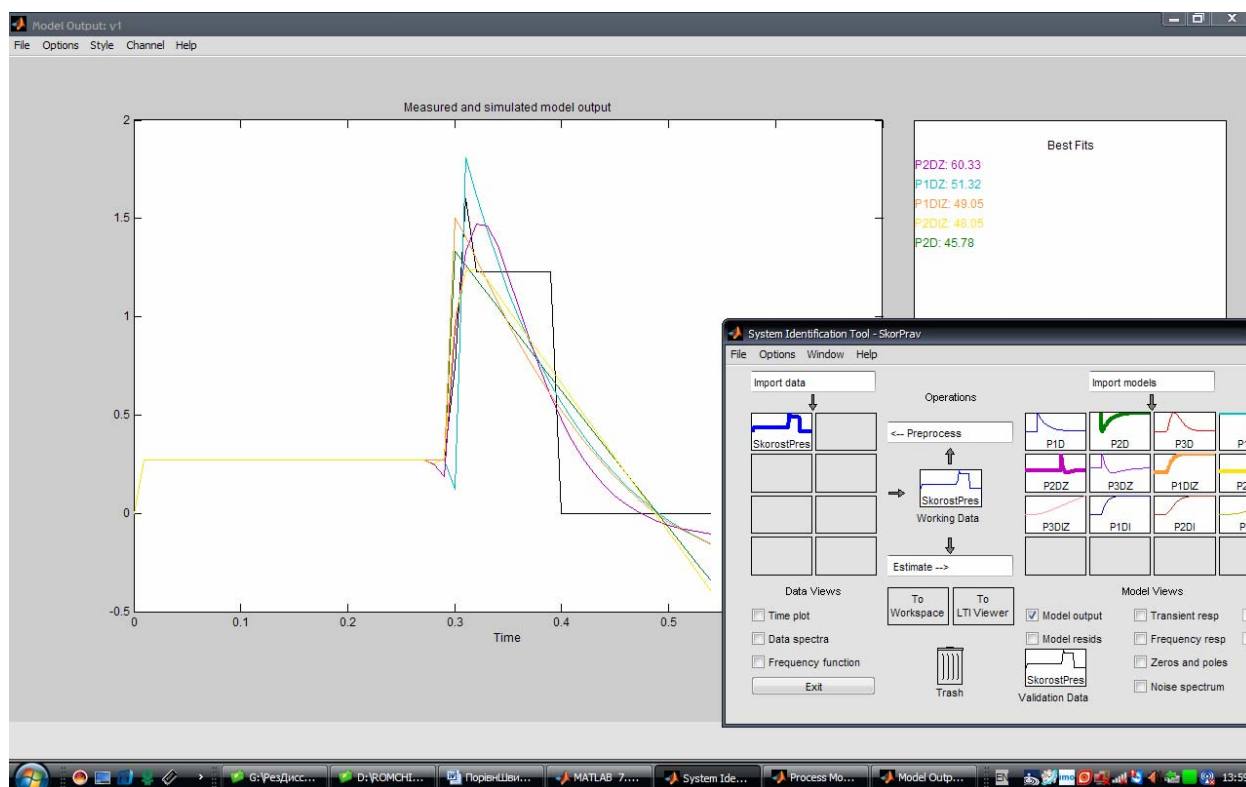 Model Output: y1
File Options Style Channel Help
Measured and simulated model output
2
1.5
1
0.5
0
-0.5
0 0.1 0.2 0.3 0.4 0.5
Time
Best Fits
P2DZ: 60.33
P1DZ: 51.32
P1DIZ: 49.05
P2DIZ: 48.05
P2D: 45.78
System Identification Tool - SkorPrav
File Options Window Help
Import data
Import models
Operations
<-- Preprocess
SkorostPres
P1D P2D P3D
P2DZ P3DZ P1DIZ
P3DIZ P1DI P2DI
SkorostPres
Working Data
Estimate -->
Data Views
Time plot
Data spectra
Frequency function
Exit
To Workspace
To LTI Viewer
Trash
Model Views
Model output
Transient resp
Model resids
Frequency resp
Zeros and poles
Noise spectrum
SkorostPres
Validation Data
G:\РезДисс... D:\ROMCHI... ПорівнШви... MATLAB 7.... System Ide... Process Mo... Model Outp... EN imo 13:59